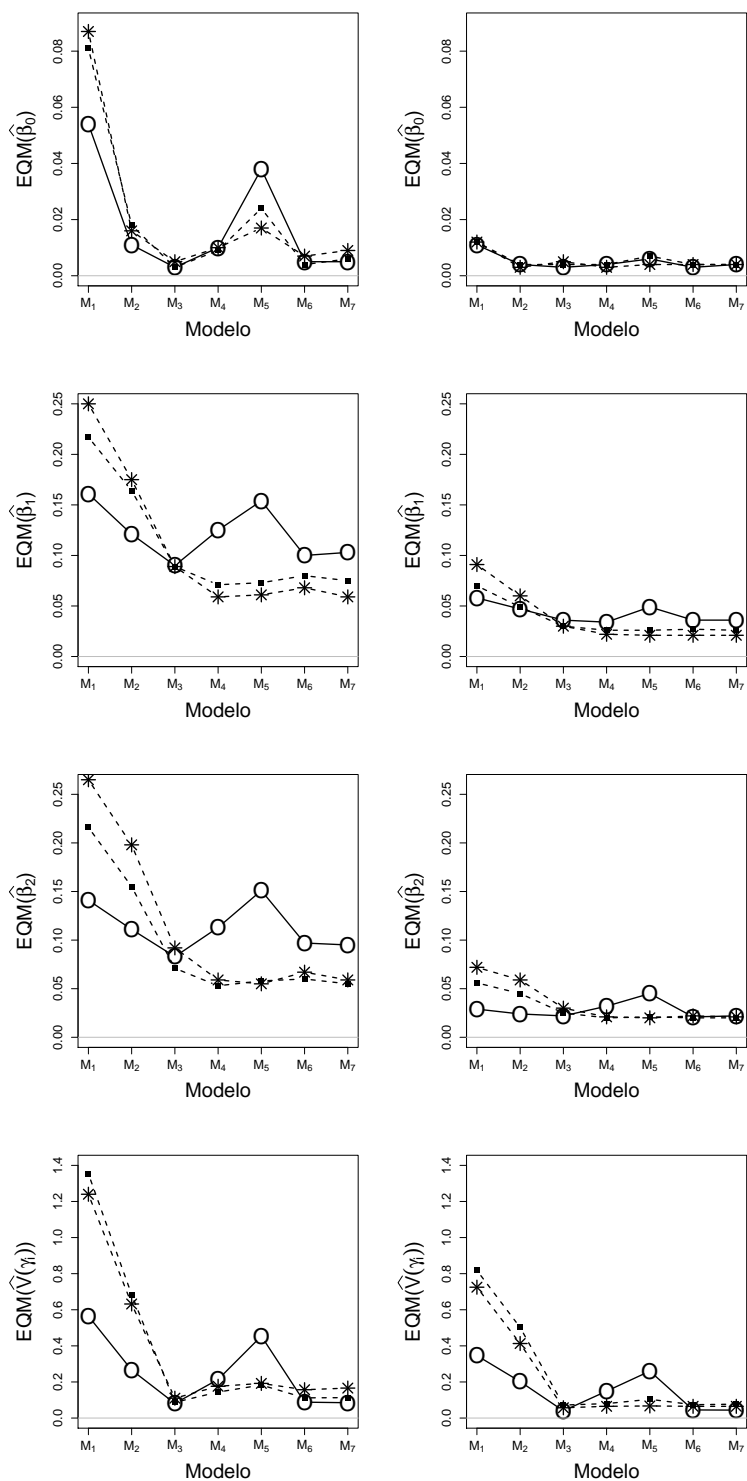 EQM(β̂₀)
0.00 0.02 0.04 0.06 0.08
M₁ M₂ M₃ M₄ M₅ M₆ M₇
Modelo
EQM(β̂₀)
0.00 0.02 0.04 0.06 0.08
M₁ M₂ M₃ M₄ M₅ M₆ M₇
Modelo
EQM(β̂₁)
0.00 0.05 0.10 0.15 0.20 0.25
M₁ M₂ M₃ M₄ M₅ M₆ M₇
Modelo
EQM(β̂₁)
0.00 0.05 0.10 0.15 0.20 0.25
M₁ M₂ M₃ M₄ M₅ M₆ M₇
Modelo
EQM(β̂₂)
0.00 0.05 0.10 0.15 0.20 0.25
M₁ M₂ M₃ M₄ M₅ M₆ M₇
Modelo
EQM(β̂₂)
0.00 0.05 0.10 0.15 0.20 0.25
M₁ M₂ M₃ M₄ M₅ M₆ M₇
Modelo
EQM(V̂(γᵢ))
0.0 0.2 0.4 0.6 0.8 1.0 1.2 1.4
M₁ M₂ M₃ M₄ M₅ M₆ M₇
Modelo
EQM(V̂(γᵢ))
0.0 0.2 0.4 0.6 0.8 1.0 1.2 1.4
M₁ M₂ M₃ M₄ M₅ M₆ M₇
Modelo